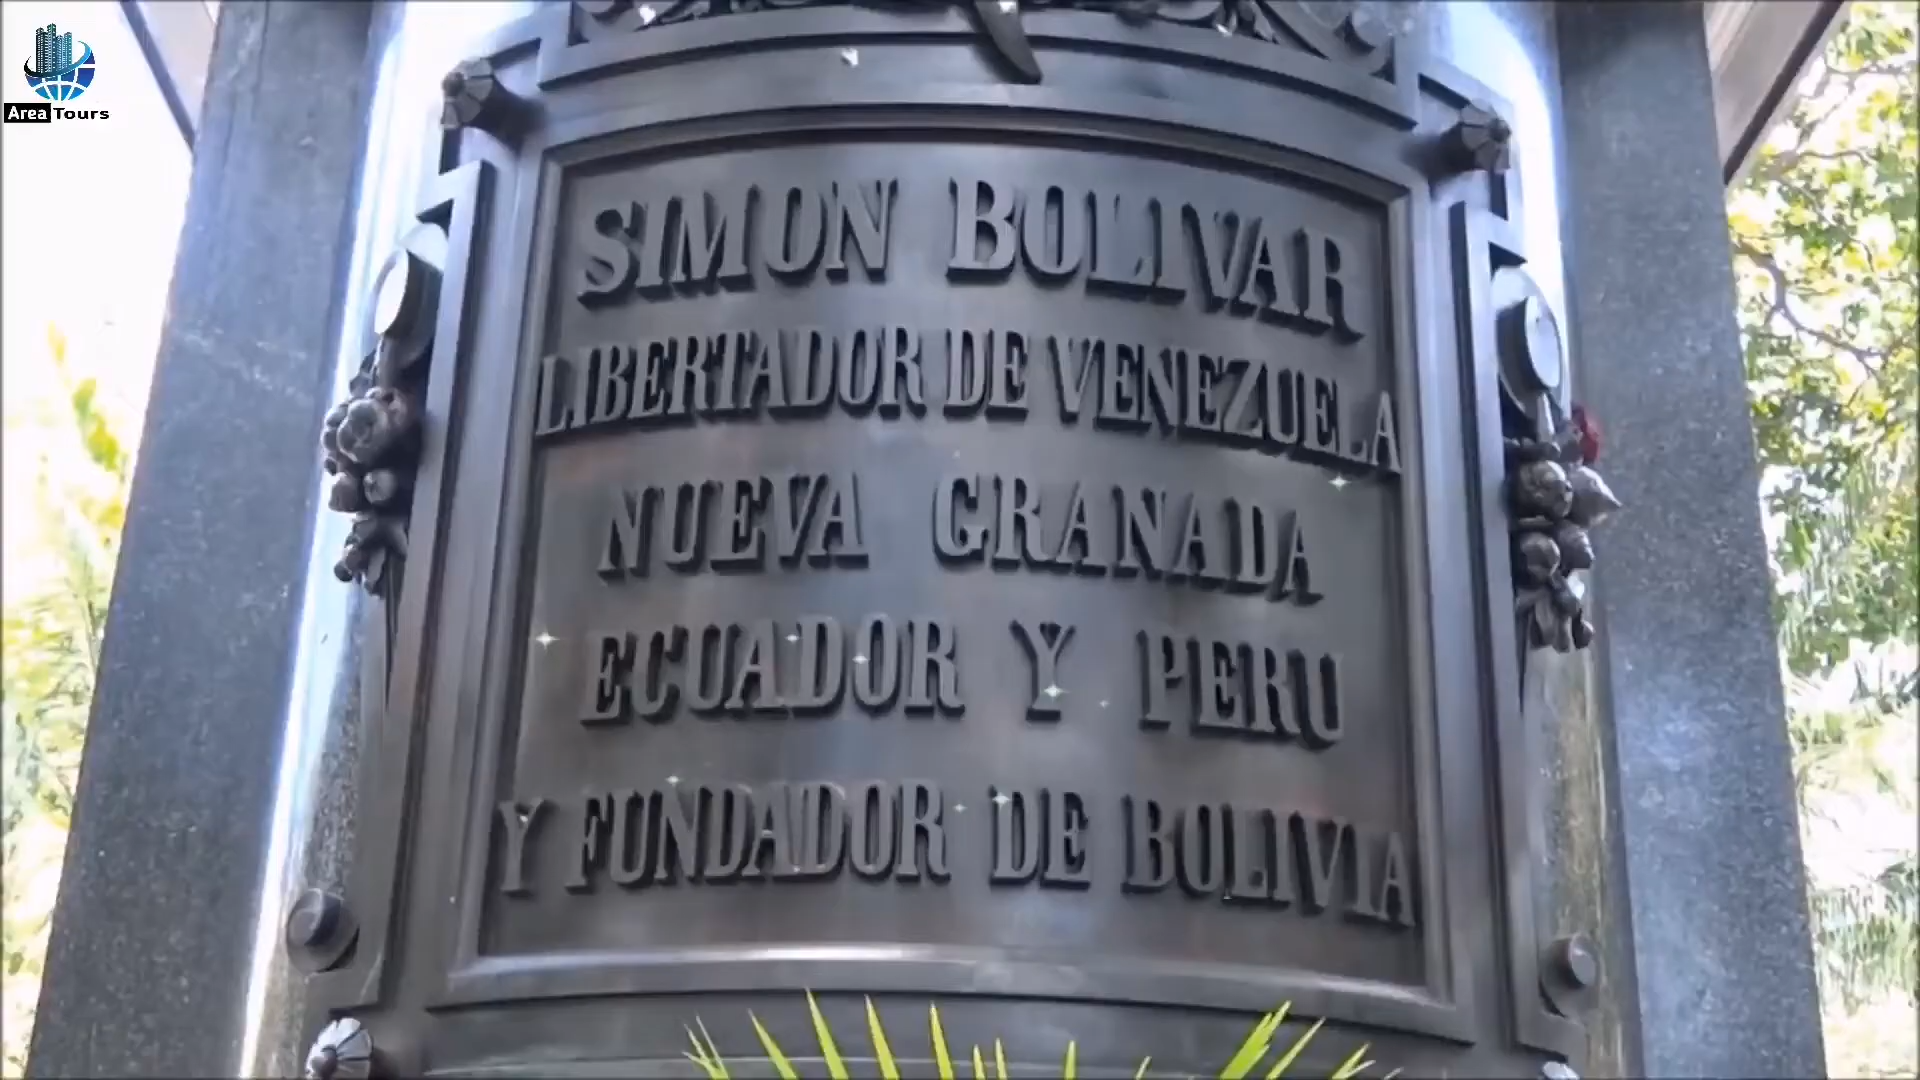 Area Tours
SIMON BOLIVAR
LIBERTADOR DE VENEZUELA
NUEVA GRANADA
ECUADOR Y PERU
Y FUNDADOR DE BOLIVIA